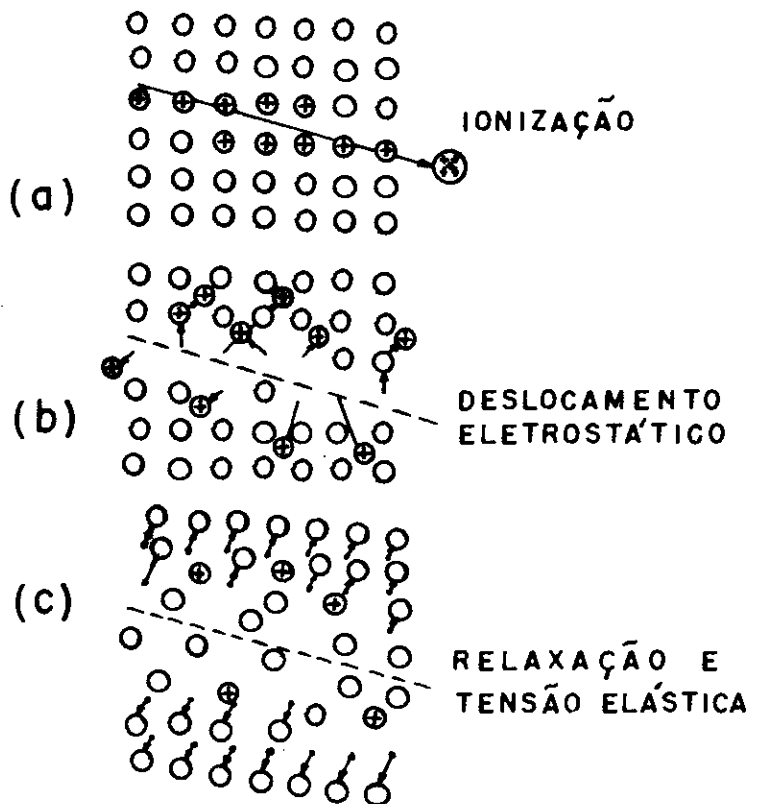 IONIZAÇÃO
(a)
(b)
DESLOCAMENTO
ELETROSTÁTICO
(c)
RELAXAÇÃO E
TENSÃO ELÁSTICA